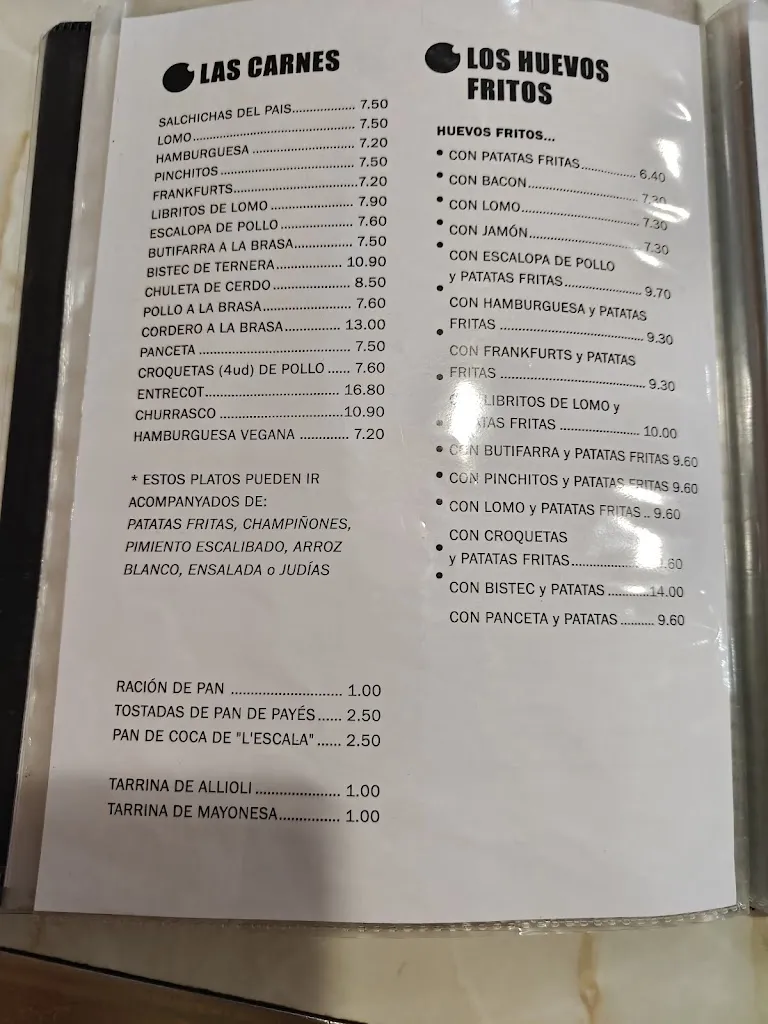 LAS CARNES
SALCHICHAS DEL PAIS................ 7.50
LOMO.......................................... 7.50
HAMBURGUESA .......................... 7.20
PINCHITOS................................... 7.50
FRANKFURTS................................7.20
LIBRITOS DE LOMO ..................... 7.90
ESCALOPA DE POLLO................... 7.60
BUTIFARRA A LA BRASA............... 7.50
BISTEC DE TERNERA................. 10.90
CHULETA DE CERDO .................... 8.50
POLLO A LA BRASA...................... 7.60
CORDERO A LA BRASA.............. 13.00
PANCETA ...................................... 7.50
CROQUETAS (4ud) DE POLLO ...... 7.60
ENTRECOT.................................. 16.80
CHURRASCO ...............................10.90
HAMBURGUESA VEGANA ............. 7.20
* ESTOS PLATOS PUEDEN IR
ACOMPANYADOS DE:
PATATAS FRITAS, CHAMPIÑONES,
PIMIENTO ESCALIBADO, ARROZ
BLANCO, ENSALADA o JUDÍAS
RACIÓN DE PAN ............................ 1.00
TOSTADAS DE PAN DE PAYÉS...... 2.50
PAN DE COCA DE "L'ESCALA"...... 2.50
TARRINA DE ALLIOLI ..................... 1.00
TARRINA DE MAYONESA............... 1.00
LOS HUEVOS
FRITOS
HUEVOS FRITOS...
• CON PATATAS FRITAS.............. 6.40
• CON BACON............................ 7.30
• CON LOMO.............................. 7.30
• CON JAMÓN............................ 7.30
• CON ESCALOPA DE POLLO
y PATATAS FRITAS.................... 9.70
• CON HAMBURGUESA y PATATAS
FRITAS .................................... 9.30
• CON FRANKFURTS y PATATAS
FRITAS .................................... 9.30
• LIBRITOS DE LOMO y
FRITAS .................... 10.00
• CON BUTIFARRA y PATATAS FRITAS 9.60
• CON PINCHITOS y PATATAS FRITAS 9.60
• CON LOMO y PATATAS FRITAS .. 9.60
• CON CROQUETAS
y PATATAS FRITAS....................
• CON BISTEC y PATATAS ...........14.00
CON PANCETA y PATATAS ......... 9.60